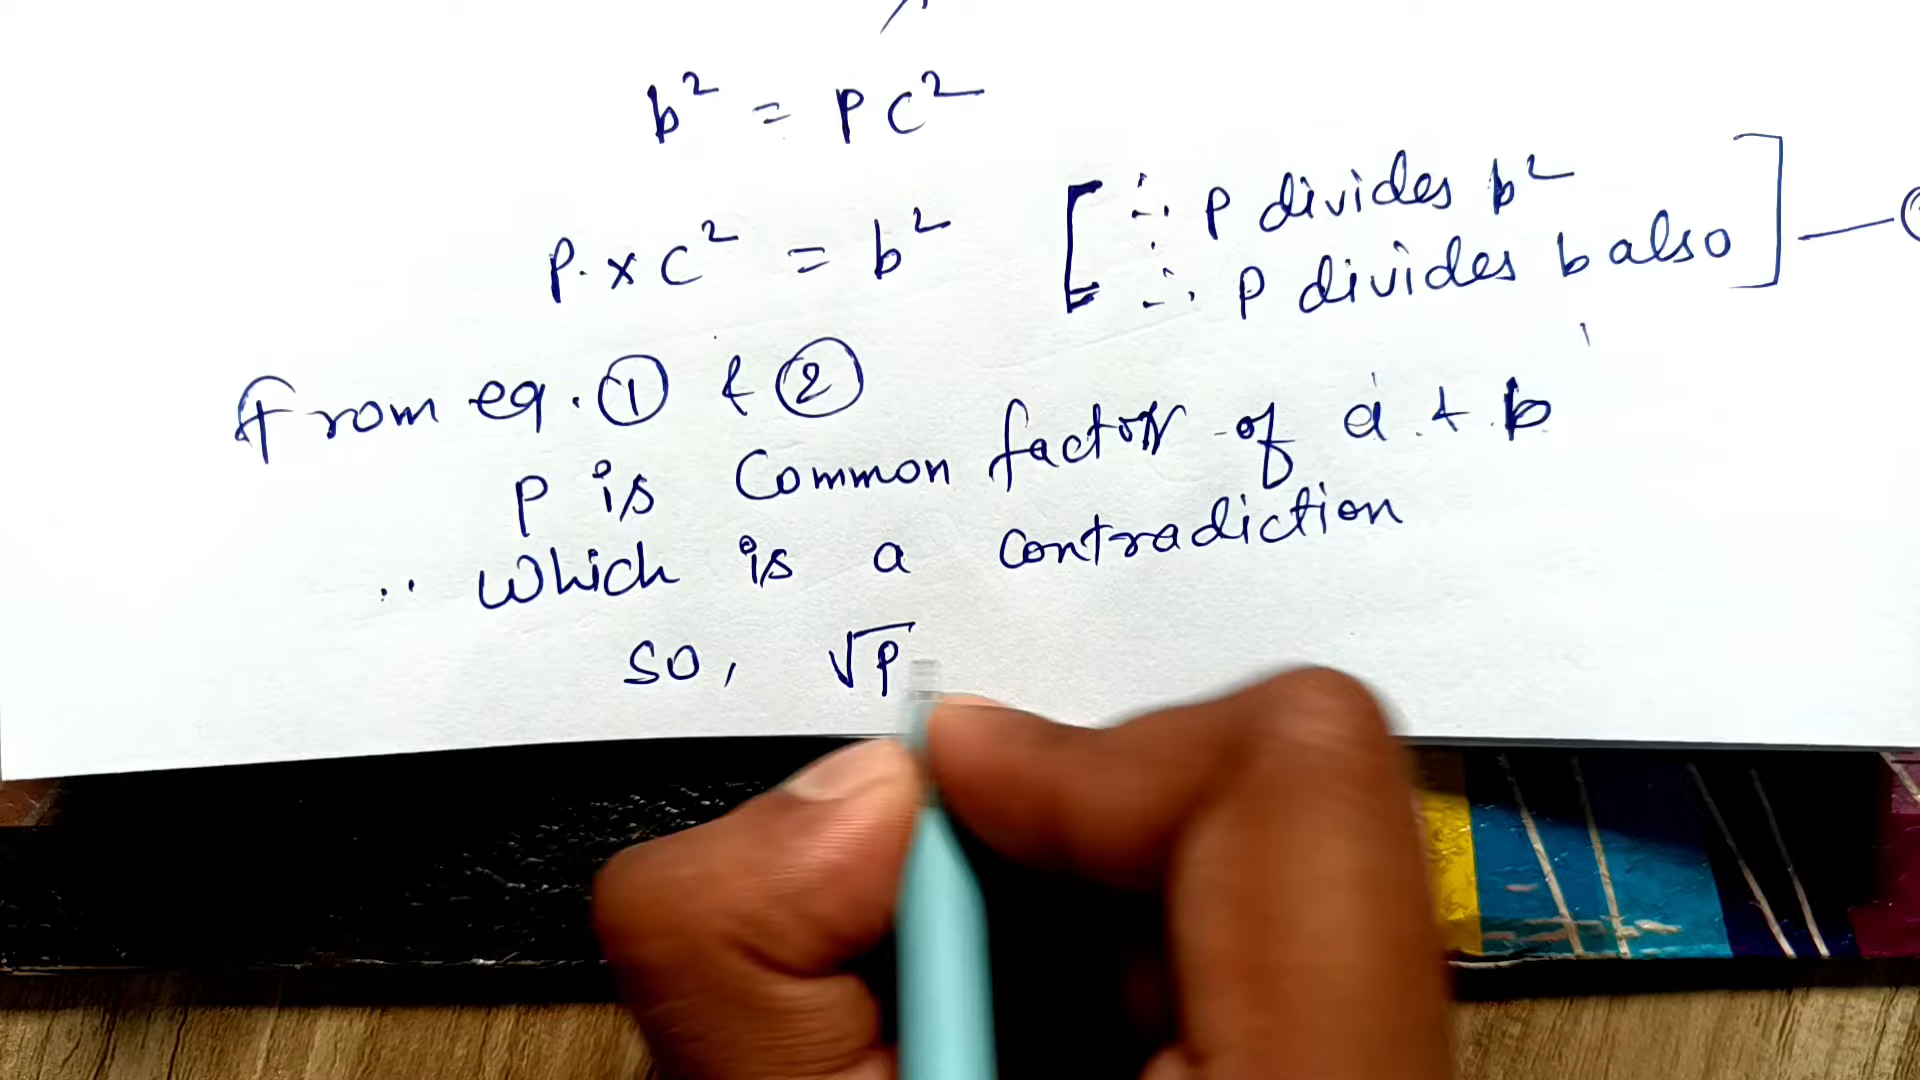 b² = pc²
p. x c² = b² [∵ p divides b²
∴ p divides b also] —
From eq. ① & ②
p is Common factor of a & b
.. which is a contradiction
so, √p